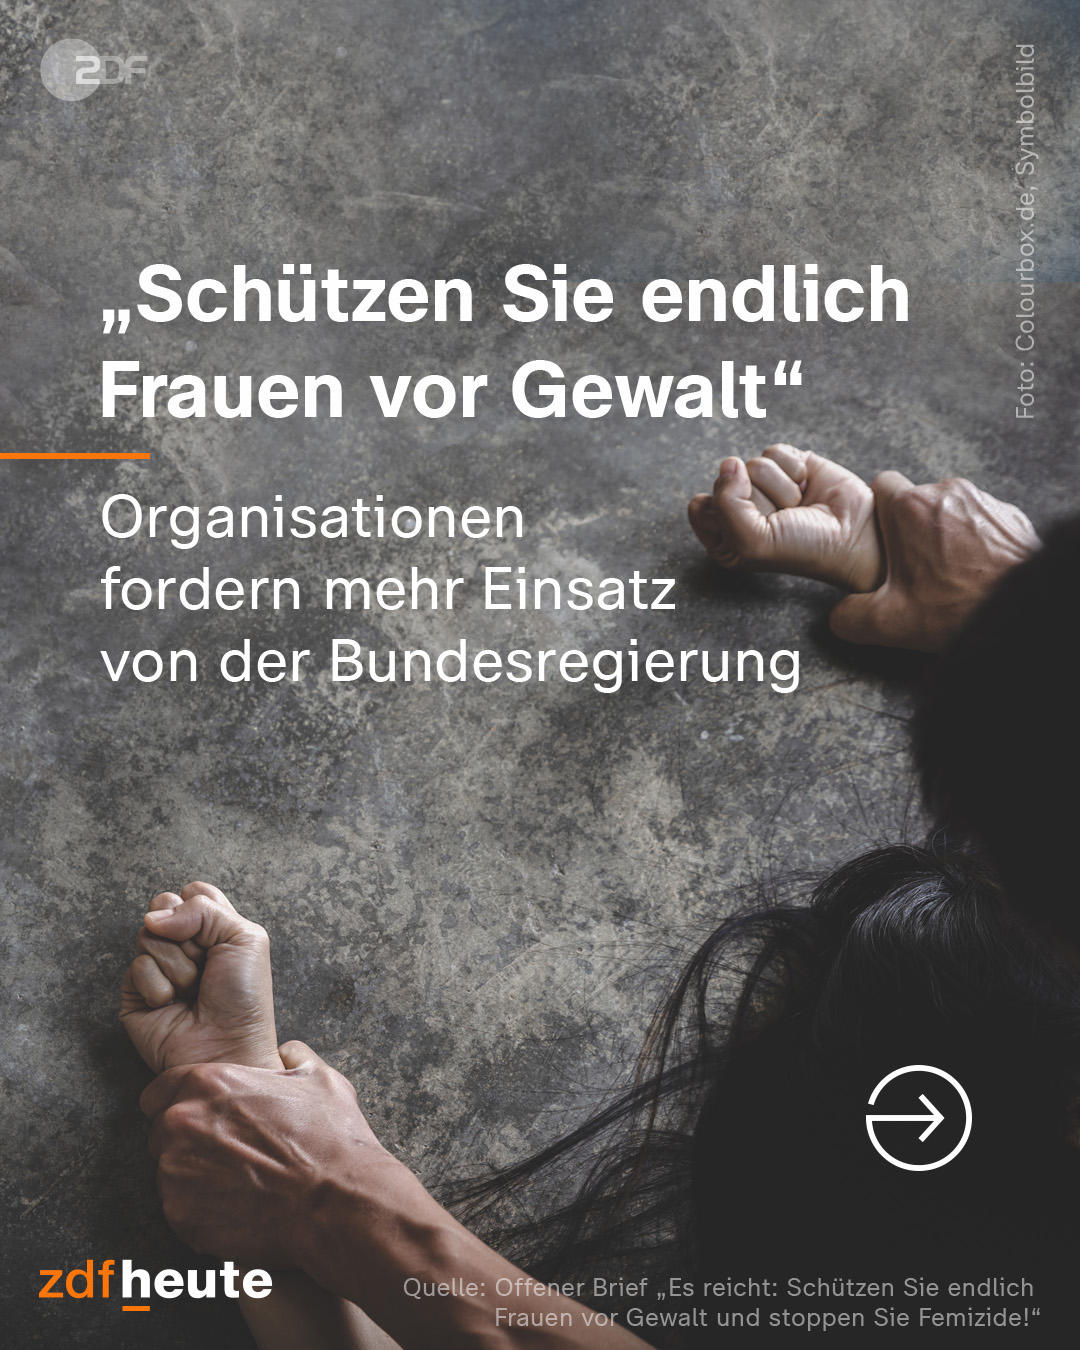 ZDF
Foto: Colourbox.de, Symbolbild
„Schützen Sie endlich
Frauen vor Gewalt“
Organisationen
fordern mehr Einsatz
von der Bundesregierung
zdfheute
Quelle: Offener Brief „Es reicht: Schützen Sie endlich
Frauen vor Gewalt und stoppen Sie Femizide!“